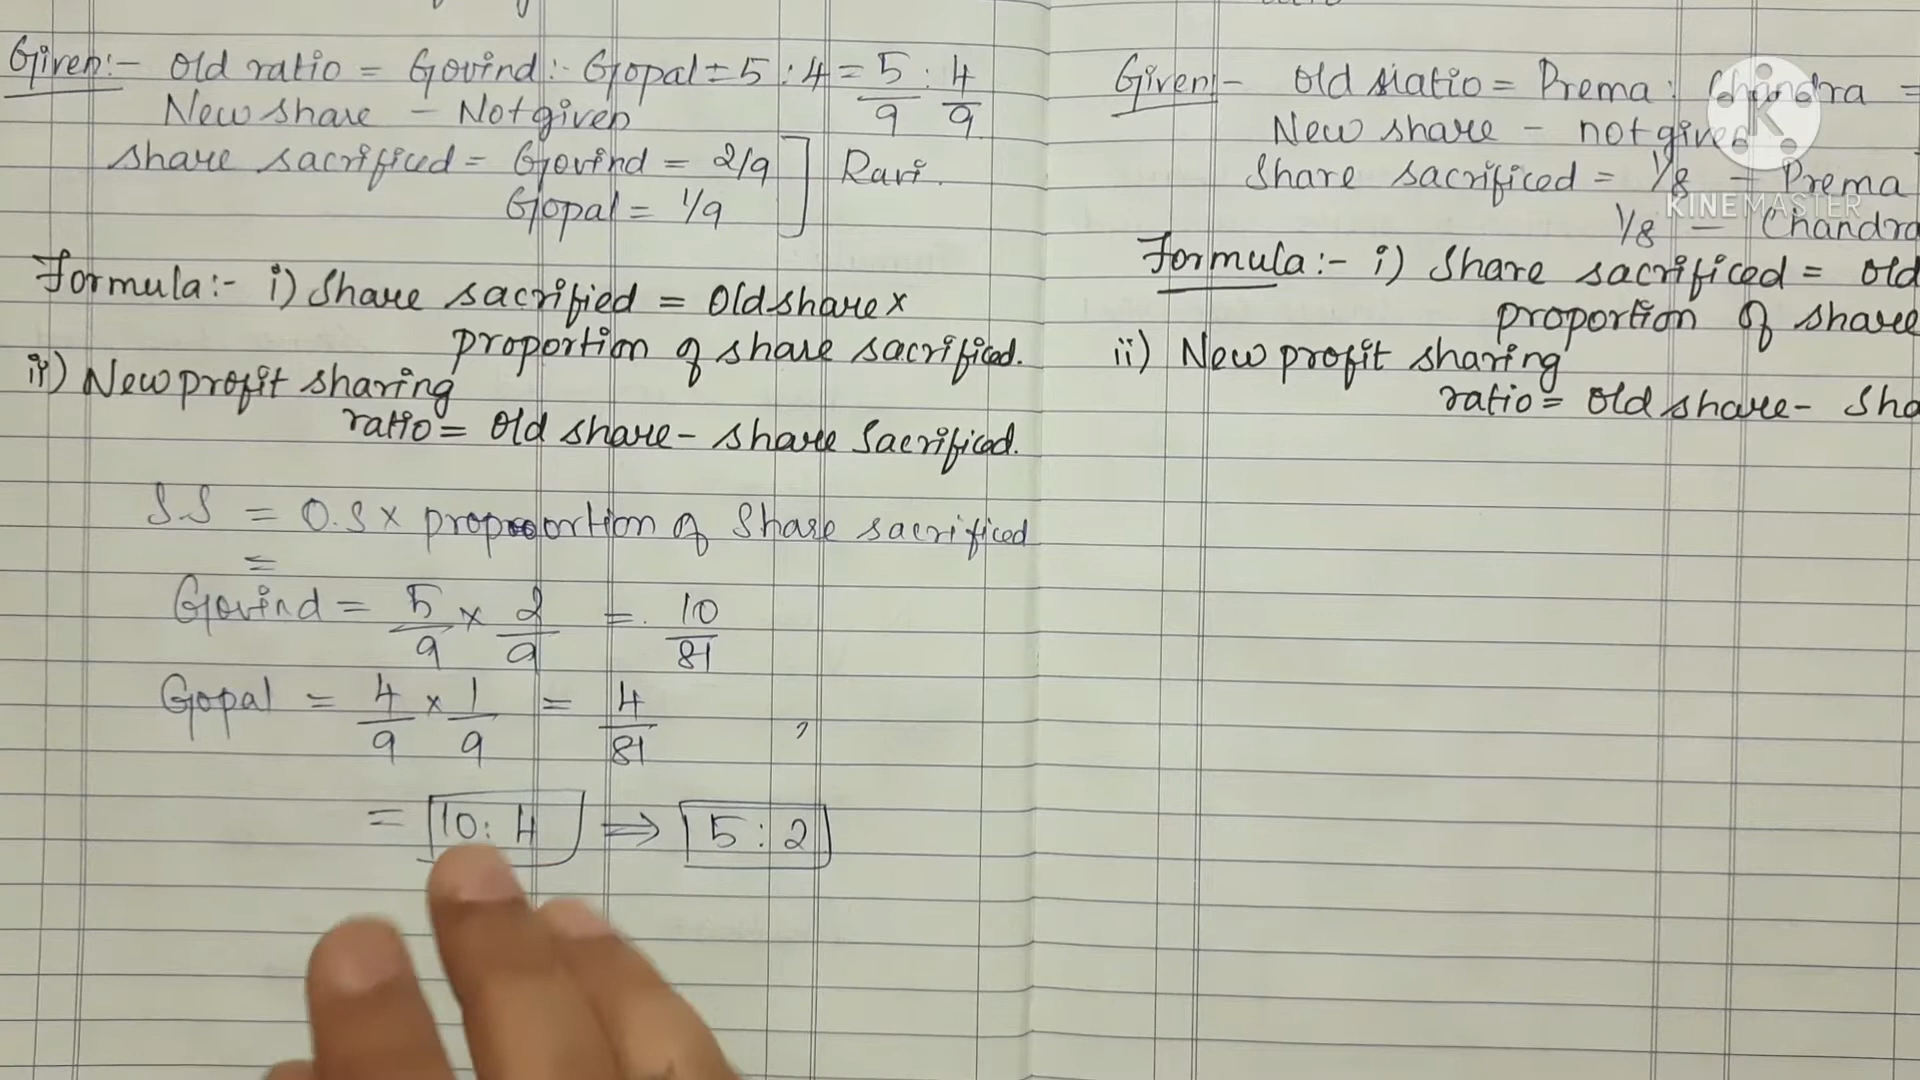 Given:- Old ratio = Govind:- Gopal = 5 : 4 = 5/9 : 4/9
New share - Not given
Share sacrificed = Govind = 2/9
Gopal = 1/9
Ravi.
Formula:- i) Share sacrified = Old share x
proportion of share sacrificed.
ii) New profit sharing
ratio = Old share - share Sacrificed.
S.S = O.S x proportion of Share sacrificed
=
Govind = 5/9 x 2/9 = 10/81
Gopal = 4/9 x 1/9 = 4/81
= 10:4 ⇒ 5:2
Given:- Old ratio = Prema : Chandra =
New share - not given
Share sacrificed = 1/8 - Prema
1/8 - Chandra
Formula:- i) Share sacrificed = Old
proportion of share
ii) New profit sharing
ratio = Old share - Sha
K
KINEMASTER